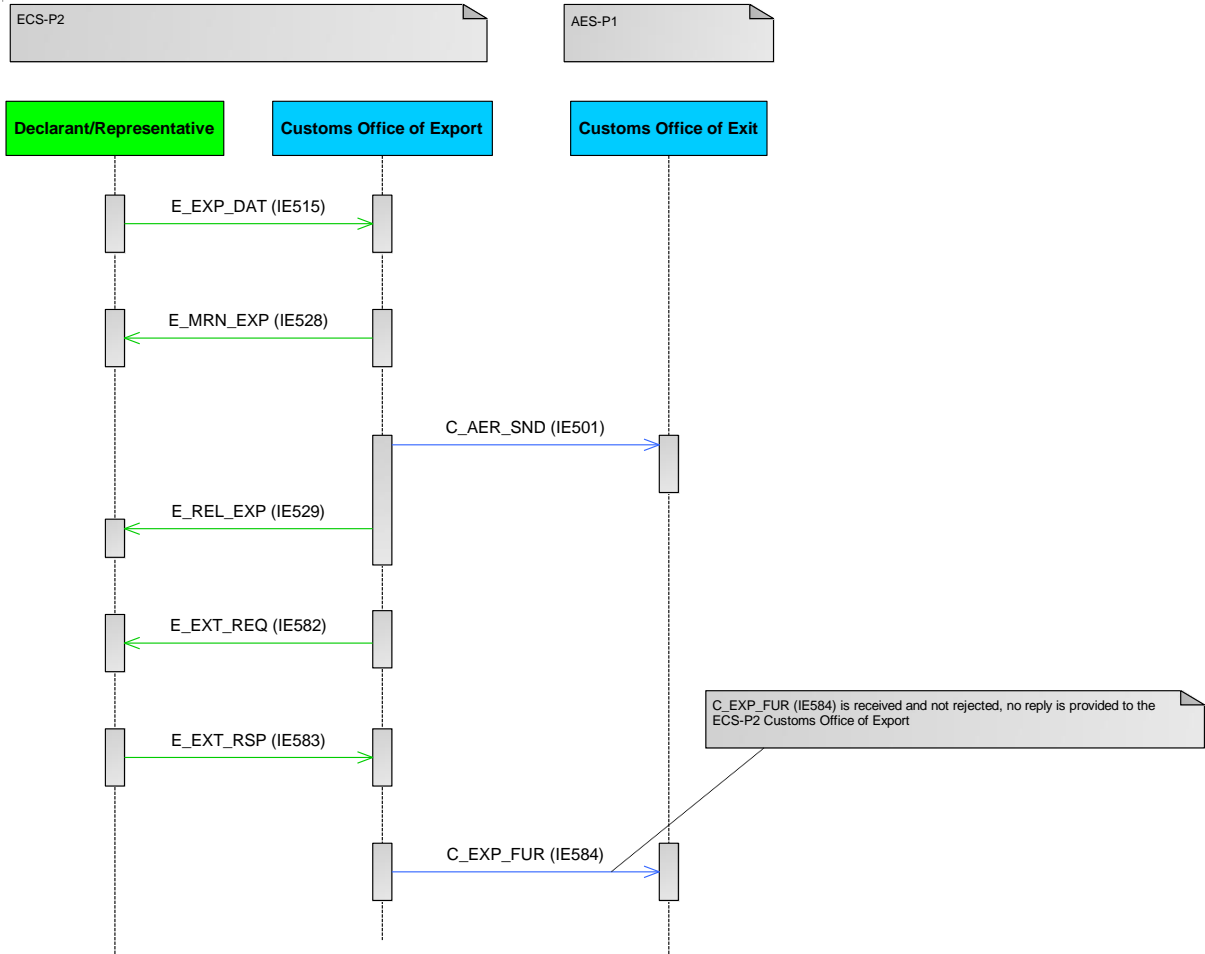 ECS-P2
AES-P1
Declarant/Representative
Customs Office of Export
Customs Office of Exit
E_EXP_DAT (IE515)
E_MRN_EXP (IE528)
C_AER_SND (IE501)
E_REL_EXP (IE529)
E_EXT_REQ (IE582)
C_EXP_FUR (IE584) is received and not rejected, no reply is provided to the
ECS-P2 Customs Office of Export
E_EXT_RSP (IE583)
C_EXP_FUR (IE584)